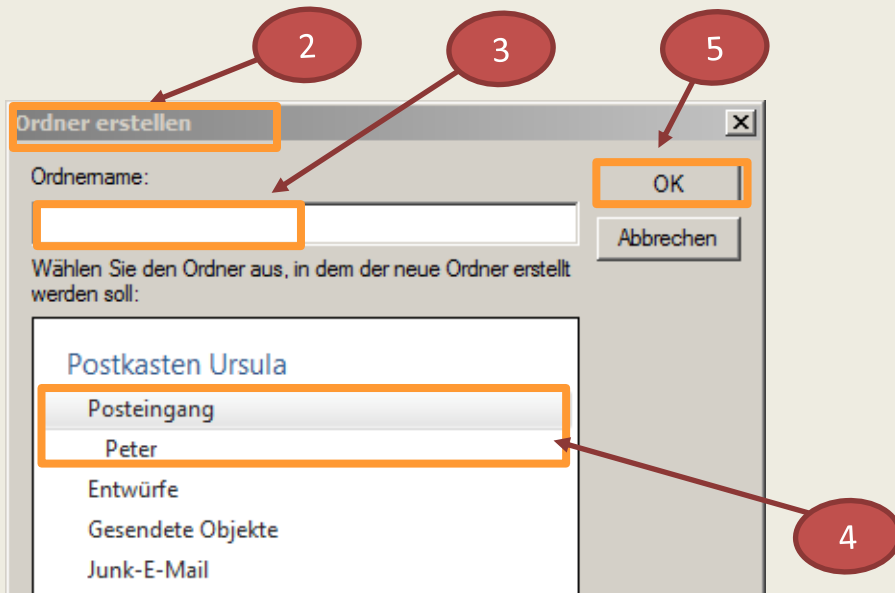 2
3
5
Ordner erstellen
Ordnername:
OK
Abbrechen
Wählen Sie den Ordner aus, in dem der neue Ordner erstellt
werden soll:
Postkasten Ursula
Posteingang
Peter
Entwürfe
Gesendete Objekte
4
Junk-E-Mail